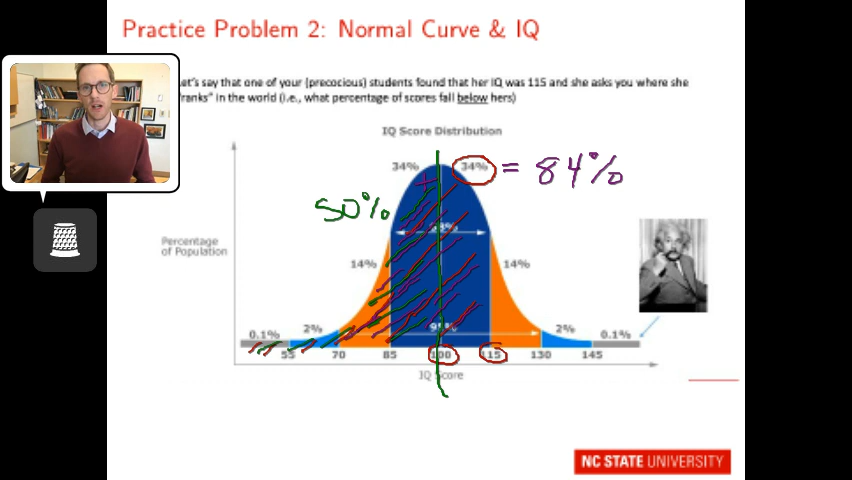 Practice Problem 2: Normal Curve & IQ
Let's say that one of your (precocious) students found that her IQ was 115 and she asks you where she
"ranks" in the world (i.e., what percentage of scores fall below hers)
IQ Score Distribution
34% 34% = 84%
50%
Percentage
of Population
14% 14%
0.1% 2% 2% 0.1%
55 70 85 100 115 130 145
IQ Score
NC STATE UNIVERSITY